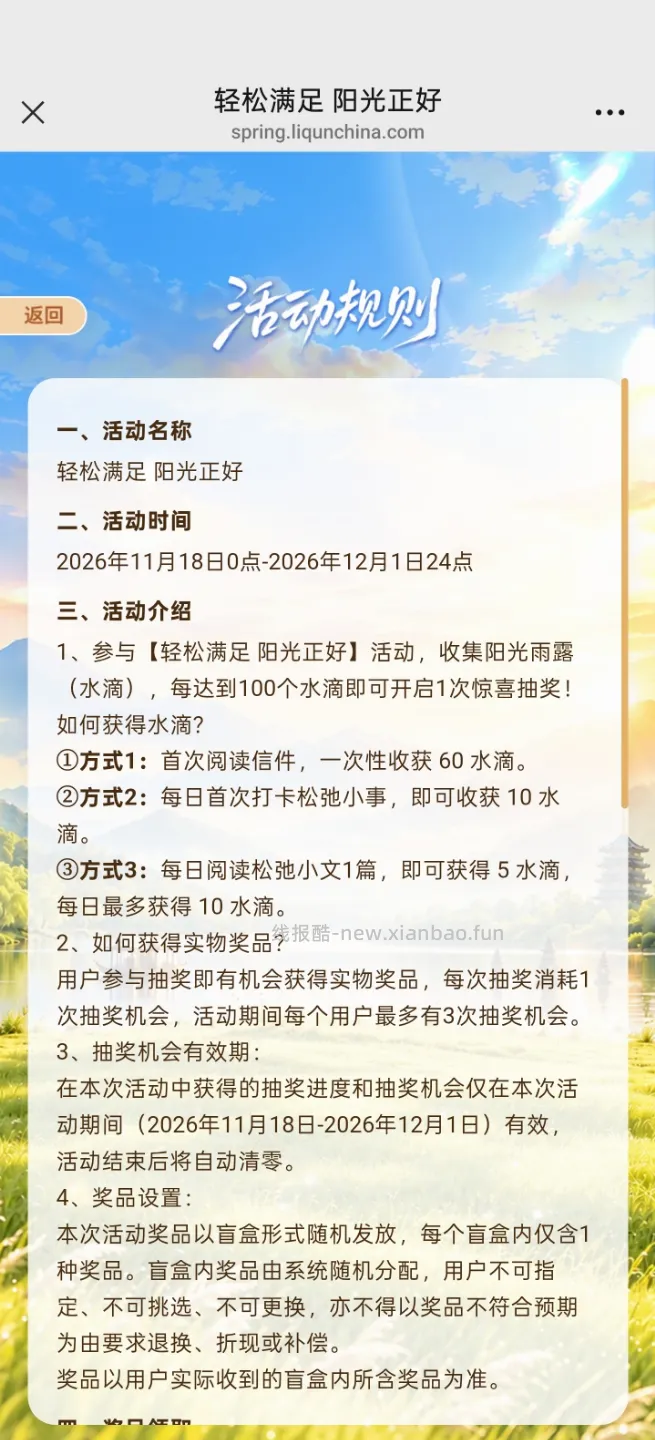 轻松满足 阳光正好
spring.liqunchina.com
返回
活动规则
一、活动名称
轻松满足 阳光正好
二、活动时间
2026年11月18日0点-2026年12月1日24点
三、活动介绍
1、参与【轻松满足 阳光正好】活动，收集阳光雨露
（水滴），每达到100个水滴即可开启1次惊喜抽奖！
如何获得水滴？
①方式1：首次阅读信件，一次性收获 60 水滴。
②方式2：每日首次打卡松弛小事，即可收获 10 水
滴。
③方式3：每日阅读松弛小文1篇，即可获得 5 水滴，
每日最多获得 10 水滴。
线报酷-new.xianbao.fun
2、如何获得实物奖品？
用户参与抽奖即有机会获得实物奖品，每次抽奖消耗1
次抽奖机会，活动期间每个用户最多有3次抽奖机会。
3、抽奖机会有效期：
在本次活动中获得的抽奖进度和抽奖机会仅在本次活
动期间（2026年11月18日-2026年12月1日）有效，
活动结束后将自动清零。
4、奖品设置：
本次活动奖品以盲盒形式随机发放，每个盲盒内仅含1
种奖品。盲盒内奖品由系统随机分配，用户不可指
定、不可挑选、不可更换，亦不得以奖品不符合预期
为由要求退换、折现或补偿。
奖品以用户实际收到的盲盒内所含奖品为准。
四、奖品领取